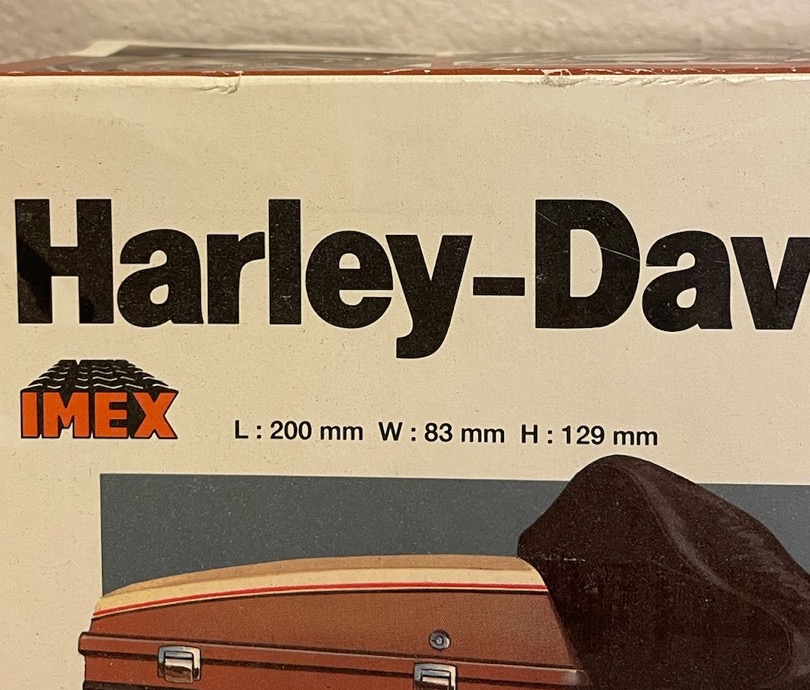 Harley-Dav
IMEX
L : 200 mm W : 83 mm H : 129 mm